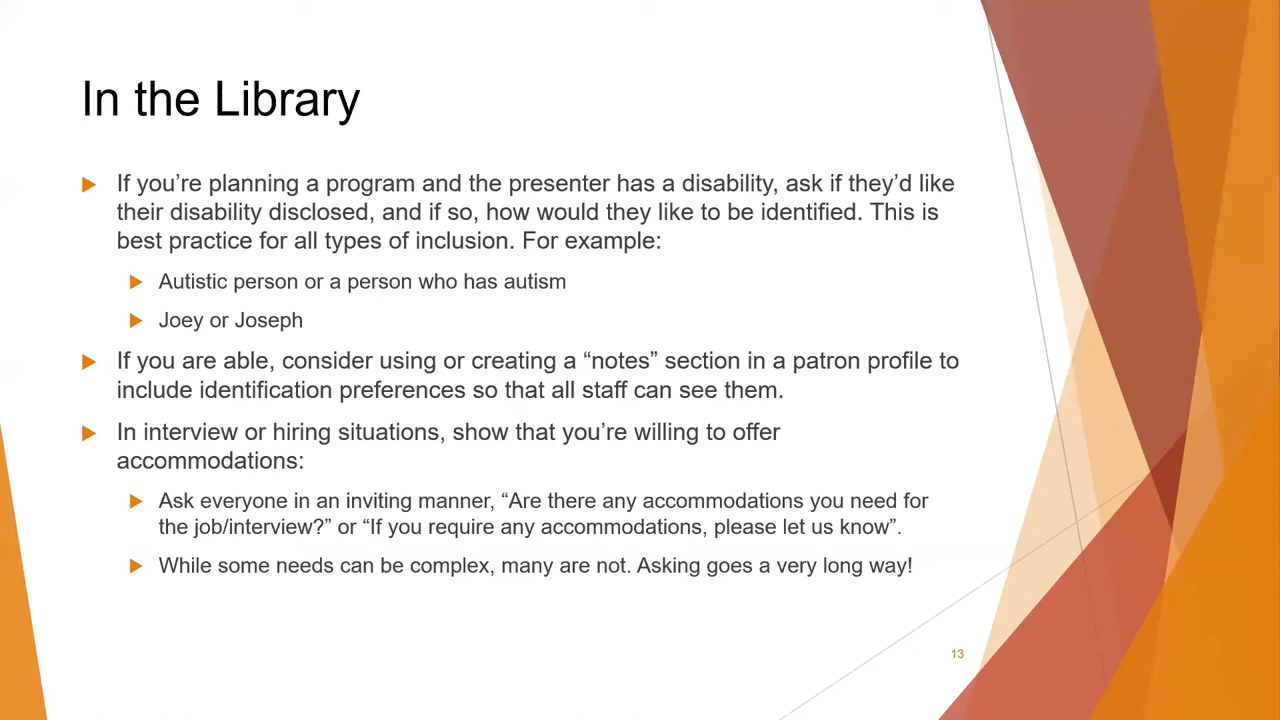 In the Library
If you’re planning a program and the presenter has a disability, ask if they’d like
their disability disclosed, and if so, how would they like to be identified. This is
best practice for all types of inclusion. For example:
Autistic person or a person who has autism
Joey or Joseph
If you are able, consider using or creating a “notes” section in a patron profile to
include identification preferences so that all staff can see them.
In interview or hiring situations, show that you’re willing to offer
accommodations:
Ask everyone in an inviting manner, “Are there any accommodations you need for
the job/interview?” or “If you require any accommodations, please let us know”.
While some needs can be complex, many are not. Asking goes a very long way!
13